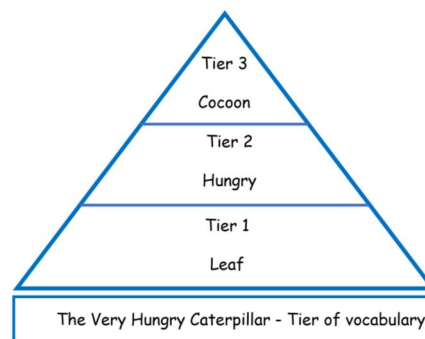 Tier 3
Cocoon
Tier 2
Hungry
Tier 1
Leaf
The Very Hungry Caterpillar - Tier of vocabulary